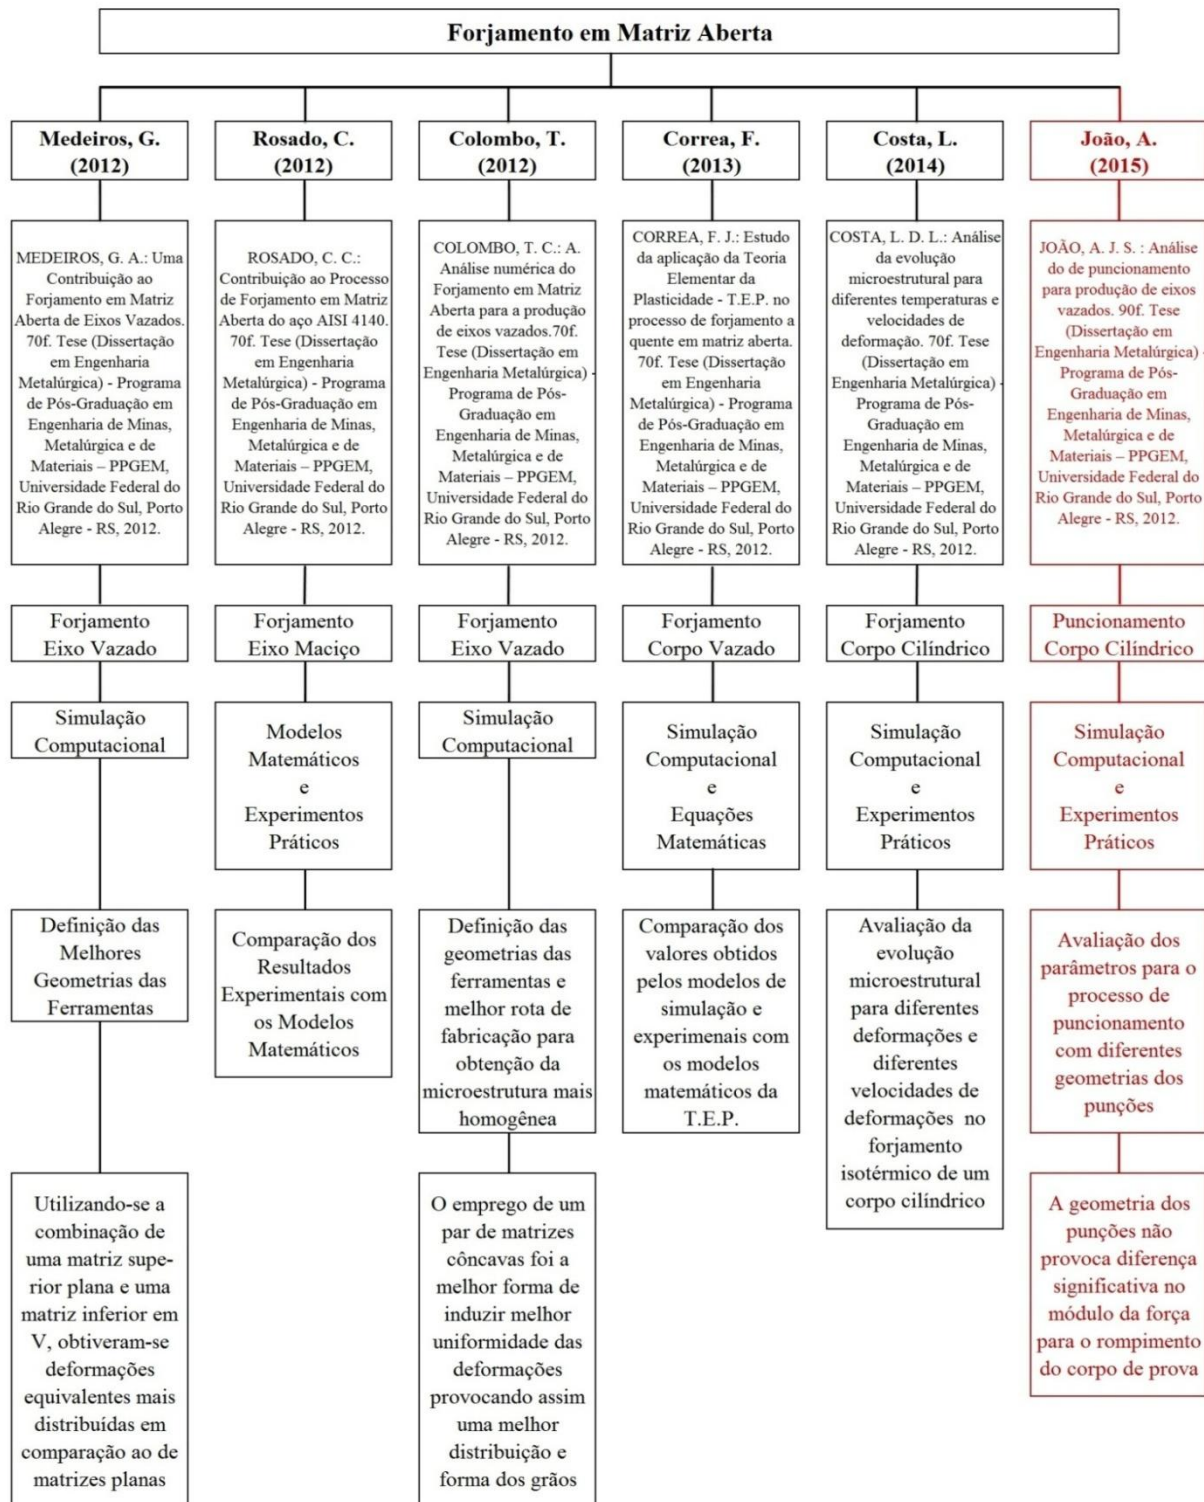 Forjamento em Matriz Aberta
Medeiros, G.
(2012)
MEDEIROS, G. A.: Uma
Contribuição ao
Forjamento em Matriz
Aberta de Eixos Vazados.
70f. Tese (Dissertação
em Engenharia
Metalúrgica) - Programa
de Pós-Graduação em
Engenharia de Minas,
Metalúrgica e de
Materiais – PPGEM,
Universidade Federal do
Rio Grande do Sul, Porto
Alegre - RS, 2012.
Forjamento
Eixo Vazado
Simulação
Computacional
Definição das
Melhores
Geometrias das
Ferramentas
Utilizando-se a
combinação de
uma matriz supe-
rior plana e uma
matriz inferior em
V, obtiveram-se
deformações
equivalentes mais
distribuídas em
comparação ao de
matrizes planas
Rosado, C.
(2012)
ROSADO, C. C.:
Contribuição ao Processo
de Forjamento em Matriz
Aberta do aço AISI 4140.
70f. Tese (Dissertação
em Engenharia
Metalúrgica) - Programa
de Pós-Graduação em
Engenharia de Minas,
Metalúrgica e de
Materiais – PPGEM,
Universidade Federal do
Rio Grande do Sul, Porto
Alegre - RS, 2012.
Forjamento
Eixo Maciço
Modelos
Matemáticos
e
Experimentos
Práticos
Comparação dos
Resultados
Experimentais com
os Modelos
Matemáticos
Colombo, T.
(2012)
COLOMBO, T. C.: A.
Análise numérica do
Forjamento em Matriz
Aberta para a produção
de eixos vazados.70f.
Tese (Dissertação em
Engenharia Metalúrgica) -
Programa de Pós-
Graduação em
Engenharia de Minas,
Metalúrgica e de
Materiais – PPGEM,
Universidade Federal do
Rio Grande do Sul, Porto
Alegre - RS, 2012.
Forjamento
Eixo Vazado
Simulação
Computacional
Definição das
geometrias das
ferramentas e
melhor rota de
fabricação para
obtenção da
microestrutura mais
homogênea
O emprego de um
par de matrizes
côncavas foi a
melhor forma de
induzir melhor
uniformidade das
deformações
provocando assim
uma melhor
distribuição e
forma dos grãos
Correa, F.
(2013)
CORREA, F. J.: Estudo
da aplicação da Teoria
Elementar da
Plasticidade - T.E.P. no
processo de forjamento a
quente em matriz aberta.
70f. Tese (Dissertação
em Engenharia
Metalúrgica) - Programa
de Pós-Graduação em
Engenharia de Minas,
Metalúrgica e de
Materiais – PPGEM,
Universidade Federal do
Rio Grande do Sul, Porto
Alegre - RS, 2012.
Forjamento
Corpo Vazado
Simulação
Computacional
e
Equações
Matemáticas
Comparação dos
valores obtidos
pelos modelos de
simulação e
experimenais com
os modelos
matemáticos da
T.E.P.
Costa, L.
(2014)
COSTA, L. D. L.: Análise
da evolução
microestrutural para
diferentes temperaturas e
velocidades de
deformação. 70f. Tese
(Dissertação em
Engenharia Metalúrgica) -
Programa de Pós-
Graduação em
Engenharia de Minas,
Metalúrgica e de
Materiais – PPGEM,
Universidade Federal do
Rio Grande do Sul, Porto
Alegre - RS, 2012.
Forjamento
Corpo Cilíndrico
Simulação
Computacional
e
Experimentos
Práticos
Avaliação da
evolução
microestrutural
para diferentes
deformações e
diferentes
velocidades de
deformações no
forjamento
isotérmico de um
corpo cilíndrico
João, A.
(2015)
JOÃO, A. J. S. : Análise
do de puncionamento
para produção de eixos
vazados. 90f. Tese
(Dissertação em
Engenharia Metalúrgica) -
Programa de Pós-
Graduação em
Engenharia de Minas,
Metalúrgica e de
Materiais – PPGEM,
Universidade Federal do
Rio Grande do Sul, Porto
Alegre - RS, 2012.
Puncionamento
Corpo Cilíndrico
Simulação
Computacional
e
Experimentos
Práticos
Avaliação dos
parâmetros para o
processo de
puncionamento
com diferentes
geometrias dos
punções
A geometria dos
punções não
provoca diferença
significativa no
módulo da força
para o rompimento
do corpo de prova